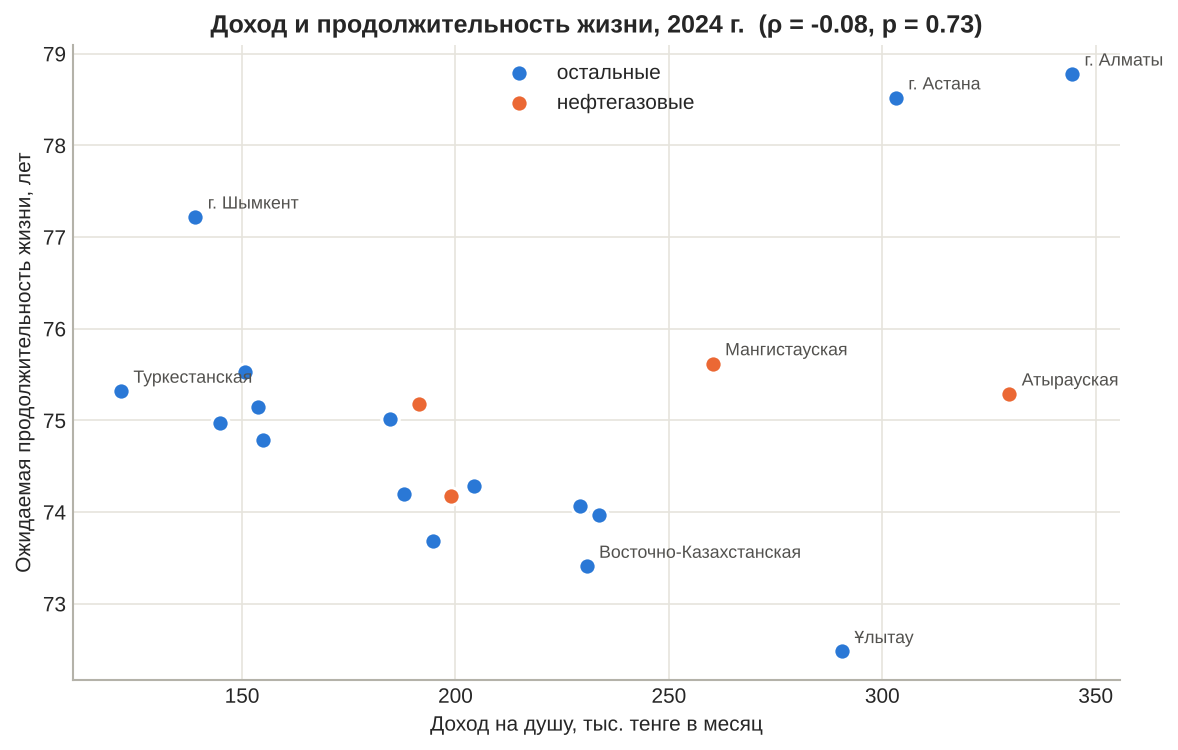 Доход и продолжительность жизни, 2024 г.  (ρ = -0.08, p = 0.73)
Ожидаемая продолжительность жизни, лет
79
78
77
76
75
74
73
остальные
нефтегазовые
г. Алматы
г. Астана
г. Шымкент
Мангистауская
Туркестанская
Атырауская
Восточно-Казахстанская
Ұлытау
150
200
250
300
350
Доход на душу, тыс. тенге в месяц